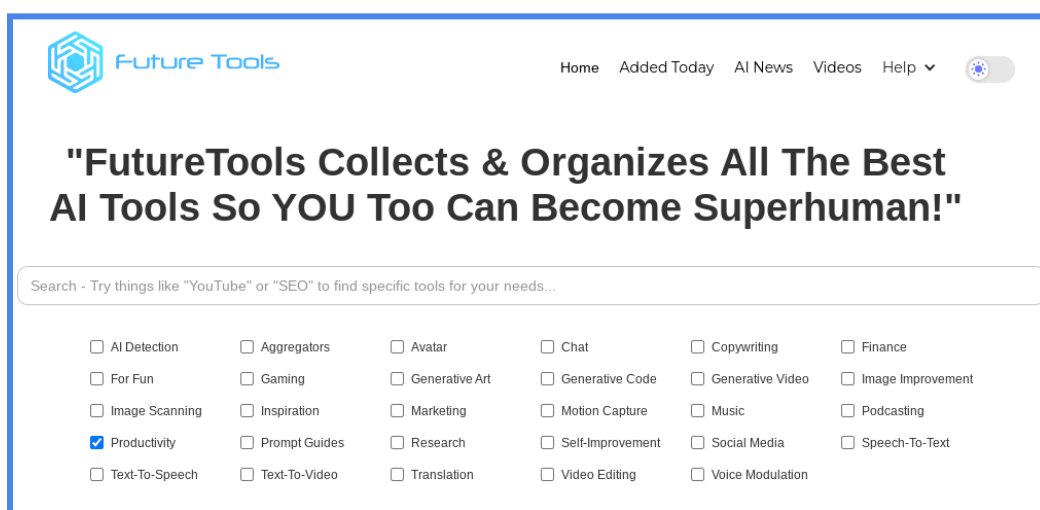 Future Tools
Home Added Today AI News Videos Help
"FutureTools Collects & Organizes All The Best
AI Tools So YOU Too Can Become Superhuman!"
Search - Try things like "YouTube" or "SEO" to find specific tools for your needs...
AI Detection Aggregators Avatar Chat Copywriting Finance
For Fun Gaming Generative Art Generative Code Generative Video Image Improvement
Image Scanning Inspiration Marketing Motion Capture Music Podcasting
Productivity Prompt Guides Research Self-Improvement Social Media Speech-To-Text
Text-To-Speech Text-To-Video Translation Video Editing Voice Modulation